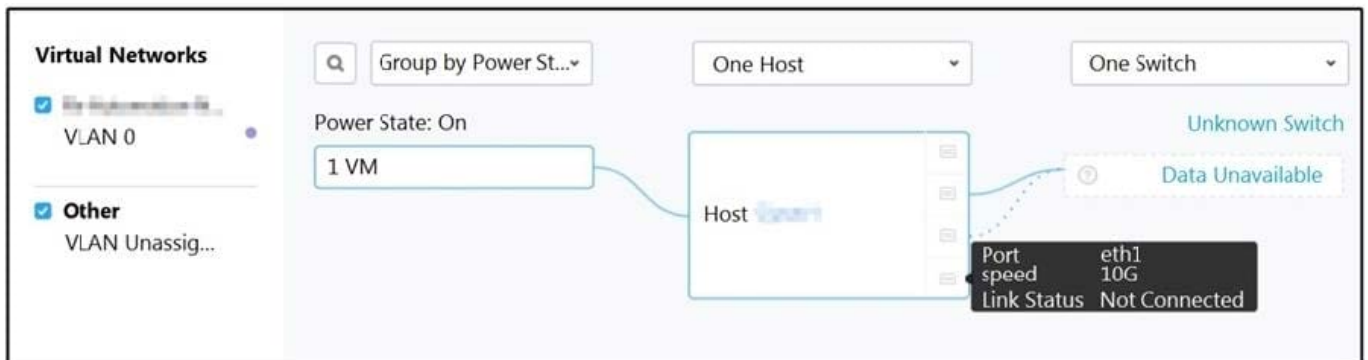 Virtual Networks
VLAN 0
Other
VLAN Unassig...
Group by Power St...
One Host
One Switch
Power State: On
1 VM
Host
Unknown Switch
Data Unavailable
Port eth1
speed 10G
Link Status Not Connected